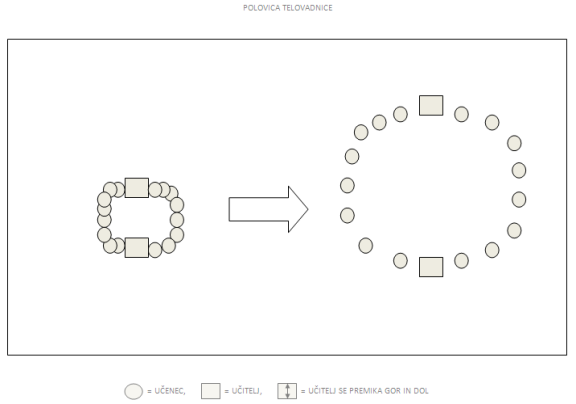 POLOVICA TELOVADNICE
= UČENEC, = UČITELJ, = UČITELJ SE PREMIKA GOR IN DOL